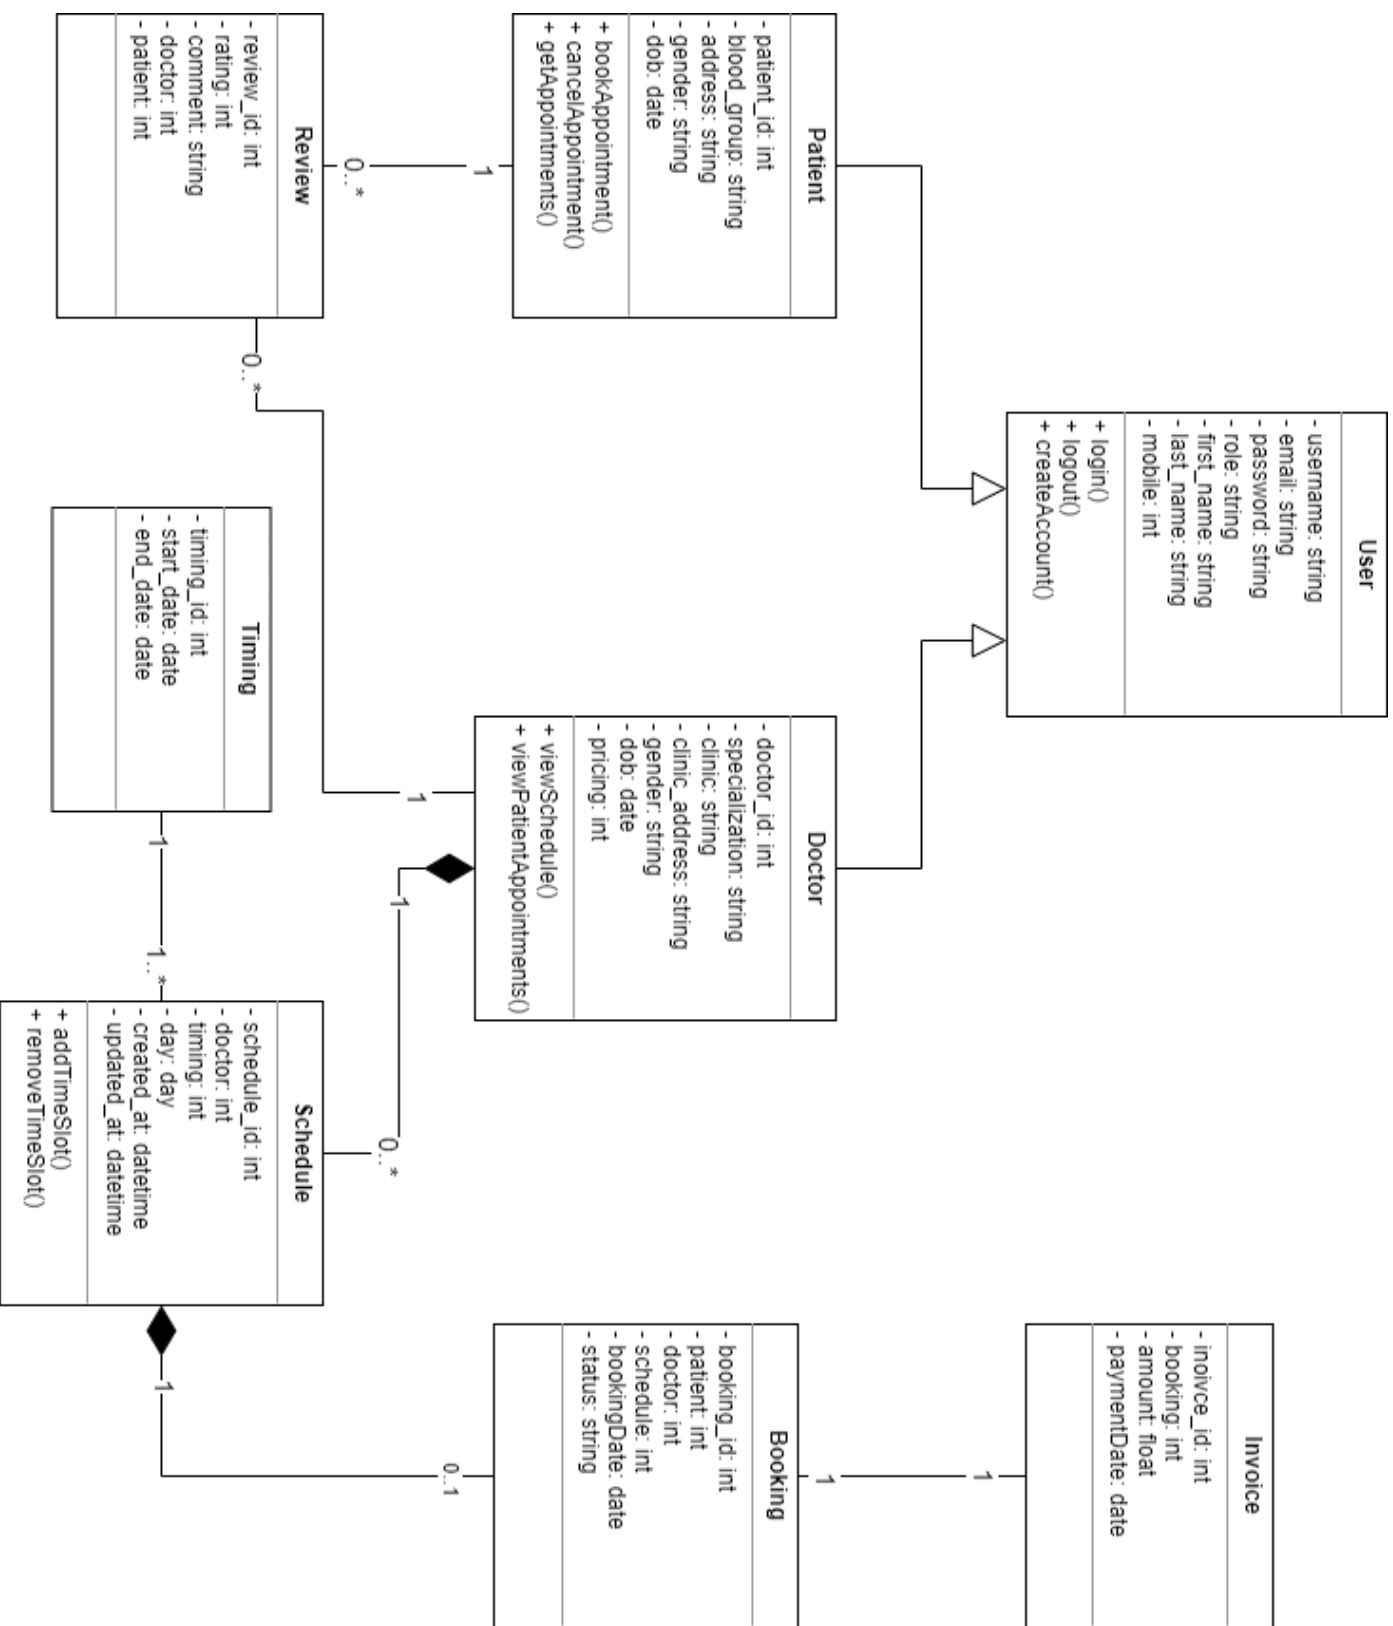 User
- username: string
- email: string
- password: string
- role: string
- first_name: string
- last_name: string
- mobile: int
+ login()
+ logout()
+ createAccount()
Patient
- patient_id: int
- blood_group: string
- address: string
- gender: string
- dob: date
+ bookAppointment()
+ cancelAppointment()
+ getAppointments()
Doctor
- doctor_id: int
- specialization: string
- clinic: string
- clinic_address: string
- gender: string
- dob: date
- pricing: int
+ viewSchedule()
+ viewPatientAppointments()
Invoice
- inoivce_id: int
- booking: int
- amount: float
- paymentDate: date
1
1
Booking
- booking_id: int
- patient: int
- doctor: int
- schedule: int
- bookingDate: date
- status: string
1
0..*
1
1
0..*
0..1
Review
- review_id: int
- rating: int
- comment: string
- doctor: int
- patient: int
0..*
Timing
- timing_id: int
- start_date: date
- end_date: date
1
1..*
Schedule
- schedule_id: int
- doctor: int
- timing: int
- day: day
- created_at: datetime
- updated_at: datetime
+ addTimeSlot()
+ removeTimeSlot()
1